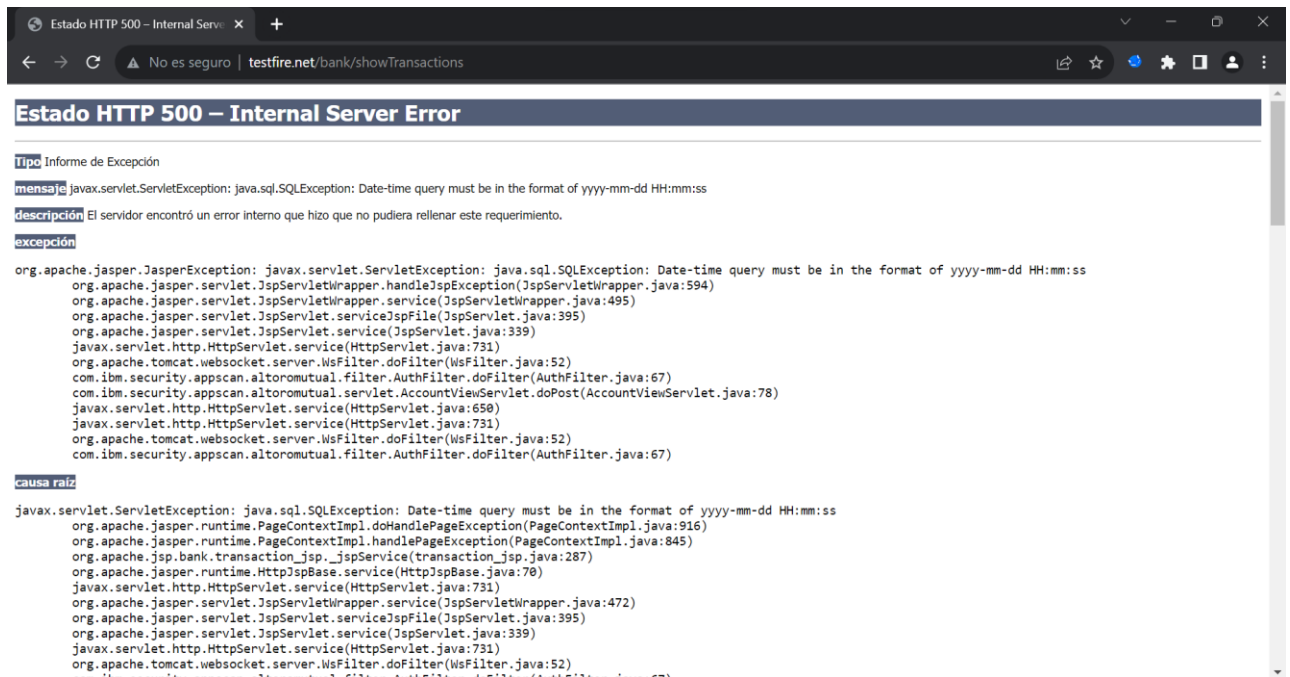 Estado HTTP 500 – Internal Serve
testfire.net/bank/showTransactions
No es seguro
Estado HTTP 500 – Internal Server Error
Tipo Informe de Excepción
mensaje javax.servlet.ServletException: java.sql.SQLException: Date-time query must be in the format of yyyy-mm-dd HH:mm:ss
descripción El servidor encontró un error interno que hizo que no pudiera rellenar este requerimiento.
excepción
org.apache.jasper.JasperException: javax.servlet.ServletException: java.sql.SQLException: Date-time query must be in the format of yyyy-mm-dd HH:mm:ss
org.apache.jasper.servlet.JspServletWrapper.handleJspException(JspServletWrapper.java:594)
org.apache.jasper.servlet.JspServletWrapper.service(JspServletWrapper.java:495)
org.apache.jasper.servlet.JspServlet.serviceJspFile(JspServlet.java:395)
org.apache.jasper.servlet.JspServlet.service(JspServlet.java:339)
javax.servlet.http.HttpServlet.service(HttpServlet.java:731)
org.apache.tomcat.websocket.server.WsFilter.doFilter(WsFilter.java:52)
com.ibm.security.appscan.altoromutual.filter.AuthFilter.doFilter(AuthFilter.java:67)
com.ibm.security.appscan.altoromutual.servlet.AccountViewServlet.doPost(AccountViewServlet.java:78)
javax.servlet.http.HttpServlet.service(HttpServlet.java:650)
javax.servlet.http.HttpServlet.service(HttpServlet.java:731)
org.apache.tomcat.websocket.server.WsFilter.doFilter(WsFilter.java:52)
com.ibm.security.appscan.altoromutual.filter.AuthFilter.doFilter(AuthFilter.java:67)
causa raíz
javax.servlet.ServletException: java.sql.SQLException: Date-time query must be in the format of yyyy-mm-dd HH:mm:ss
org.apache.jasper.runtime.PageContextImpl.doHandlePageException(PageContextImpl.java:916)
org.apache.jasper.runtime.PageContextImpl.handlePageException(PageContextImpl.java:845)
org.apache.jsp.bank.transaction_jsp._jspService(transaction_jsp.java:287)
org.apache.jasper.runtime.HttpJspBase.service(HttpJspBase.java:70)
javax.servlet.http.HttpServlet.service(HttpServlet.java:731)
org.apache.jasper.servlet.JspServletWrapper.service(JspServletWrapper.java:472)
org.apache.jasper.servlet.JspServlet.serviceJspFile(JspServlet.java:395)
org.apache.jasper.servlet.JspServlet.service(JspServlet.java:339)
javax.servlet.http.HttpServlet.service(HttpServlet.java:731)
org.apache.tomcat.websocket.server.WsFilter.doFilter(WsFilter.java:52)